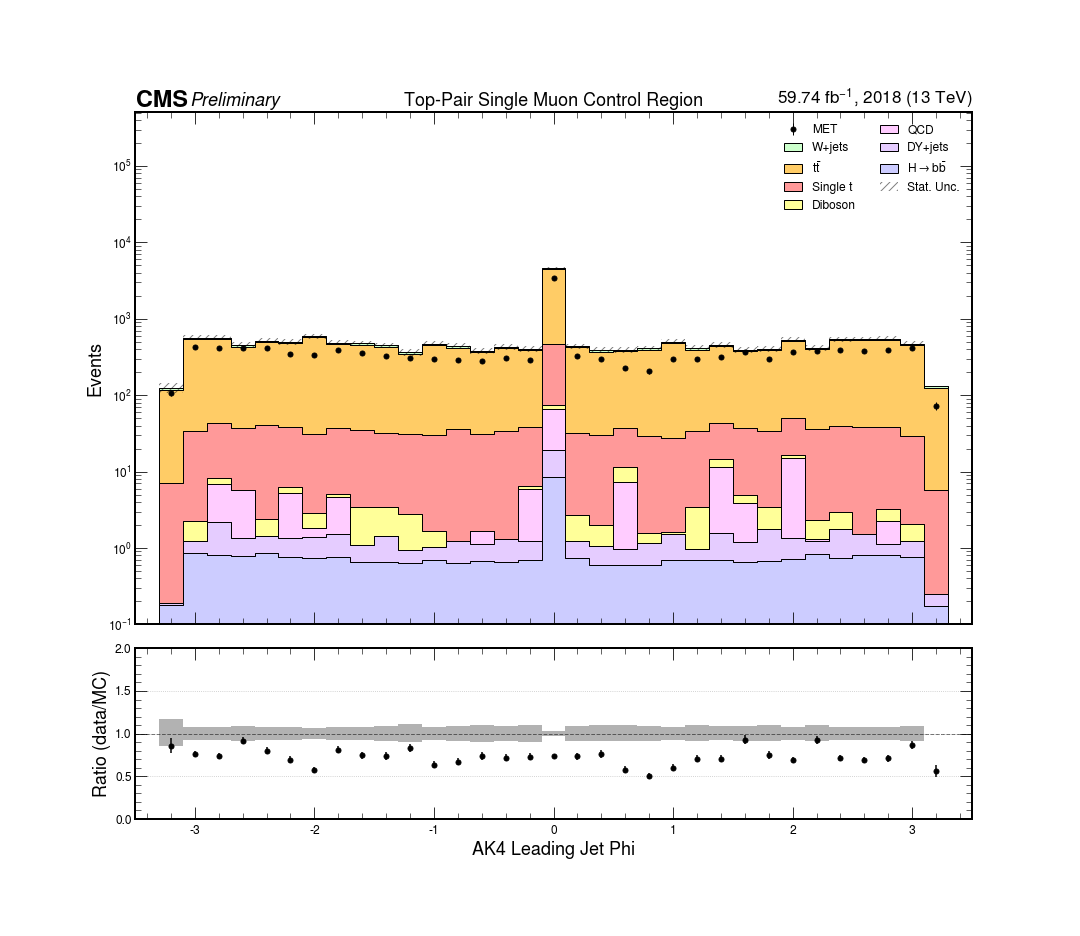 CMS Preliminary Top-Pair Single Muon Control Region 59.74 fb⁻¹, 2018 (13 TeV)
MET QCD
W+jets DY+jets
tt̄ H→bb̄
Single t Stat. Unc.
Diboson
10⁵
10⁴
10³
10²
10¹
10⁰
10⁻¹
Events
2.0
1.5
1.0
0.5
0.0
Ratio (data/MC)
-3 -2 -1 0 1 2 3
AK4 Leading Jet Phi